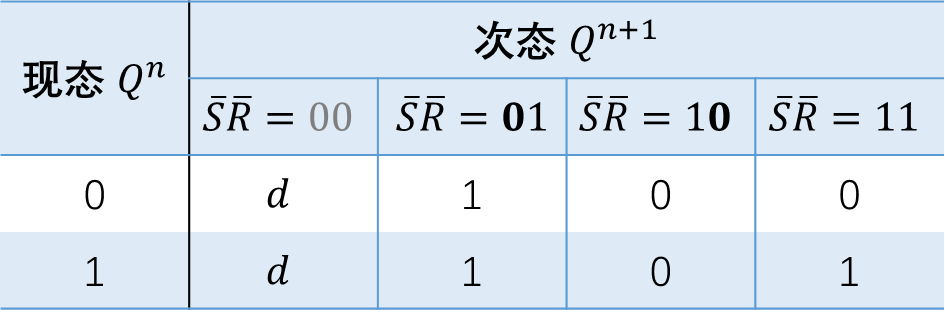 现态 Qⁿ 次态 Qⁿ⁺¹
S̄R̄ = 00 S̄R̄ = 01 S̄R̄ = 10 S̄R̄ = 11
0 d 1 0 0
1 d 1 0 1